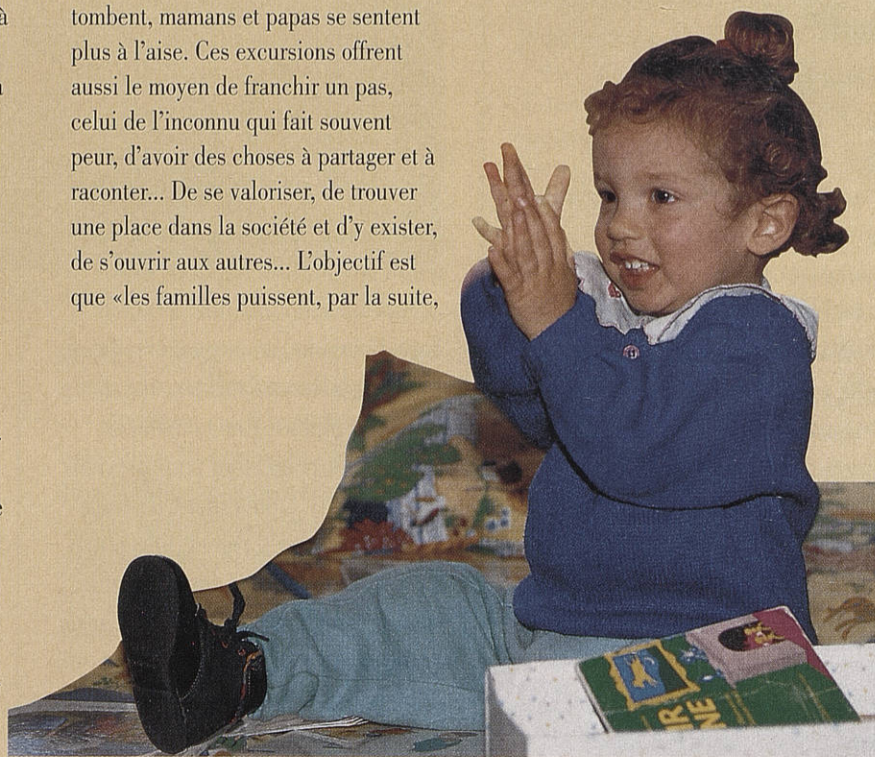 à
tombent, mamans et papas se sentent
plus à l'aise. Ces excursions offrent
aussi le moyen de franchir un pas,
celui de l'inconnu qui fait souvent
peur, d'avoir des choses à partager et à
raconter... De se valoriser, de trouver
une place dans la société et d'y exister,
de s'ouvrir aux autres... L'objectif est
que «les familles puissent, par la suite,